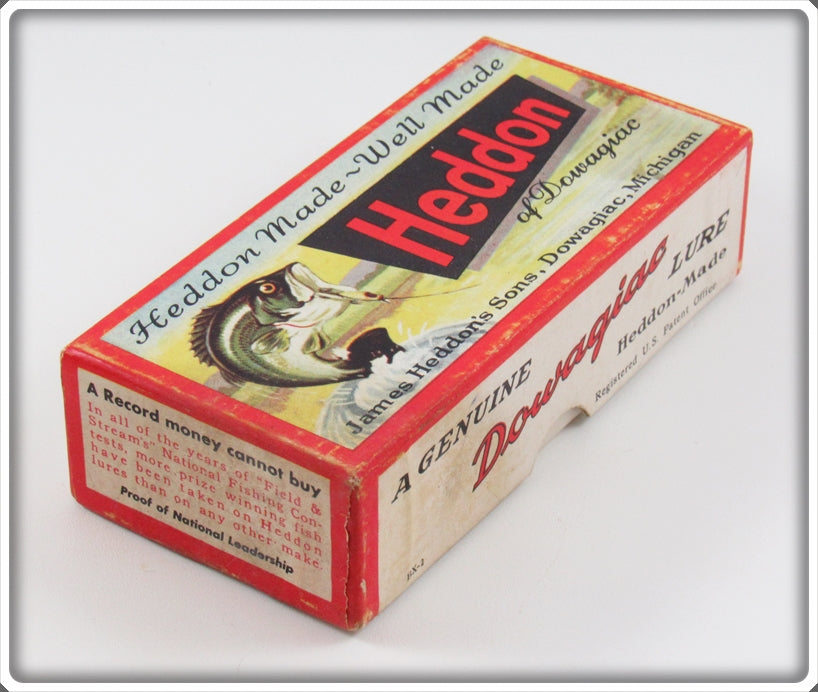 Heddon Made ~ Well Made
Heddon
of Dowagiac
James Heddon's Sons, Dowagiac, Michigan
A GENUINE
Dowagiac
LURE
Heddon-Made
Registered U.S. Patent Office
A Record money cannot buy
In all of the years of "Field &
Stream's" National Fishing Con-
tests, more prize winning fish
have been taken on Heddon
lures than on any other make.
Proof of National Leadership